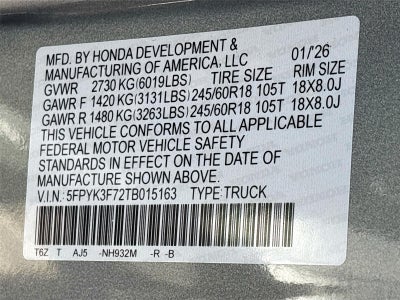 MFD. BY HONDA DEVELOPMENT &
MANUFACTURING OF AMERICA, LLC 01/'26
GVWR 2730 KG(6019LBS) TIRE SIZE RIM SIZE
GAWR F 1420 KG(3131LBS) 245/60R18 105T 18X8.0J
GAWR R 1480 KG(3263LBS) 245/60R18 105T 18X8.0J
THIS VEHICLE CONFORMS TO ALL APPLICABLE
FEDERAL MOTOR VEHICLE SAFETY
STANDARDS IN EFFECT ON THE DATE OF
MANUFACTURE SHOWN ABOVE.
V.I.N.: 5FPYK3F72TB015163 TYPE: TRUCK
T6Z T AJ5 -NH932M -R -B